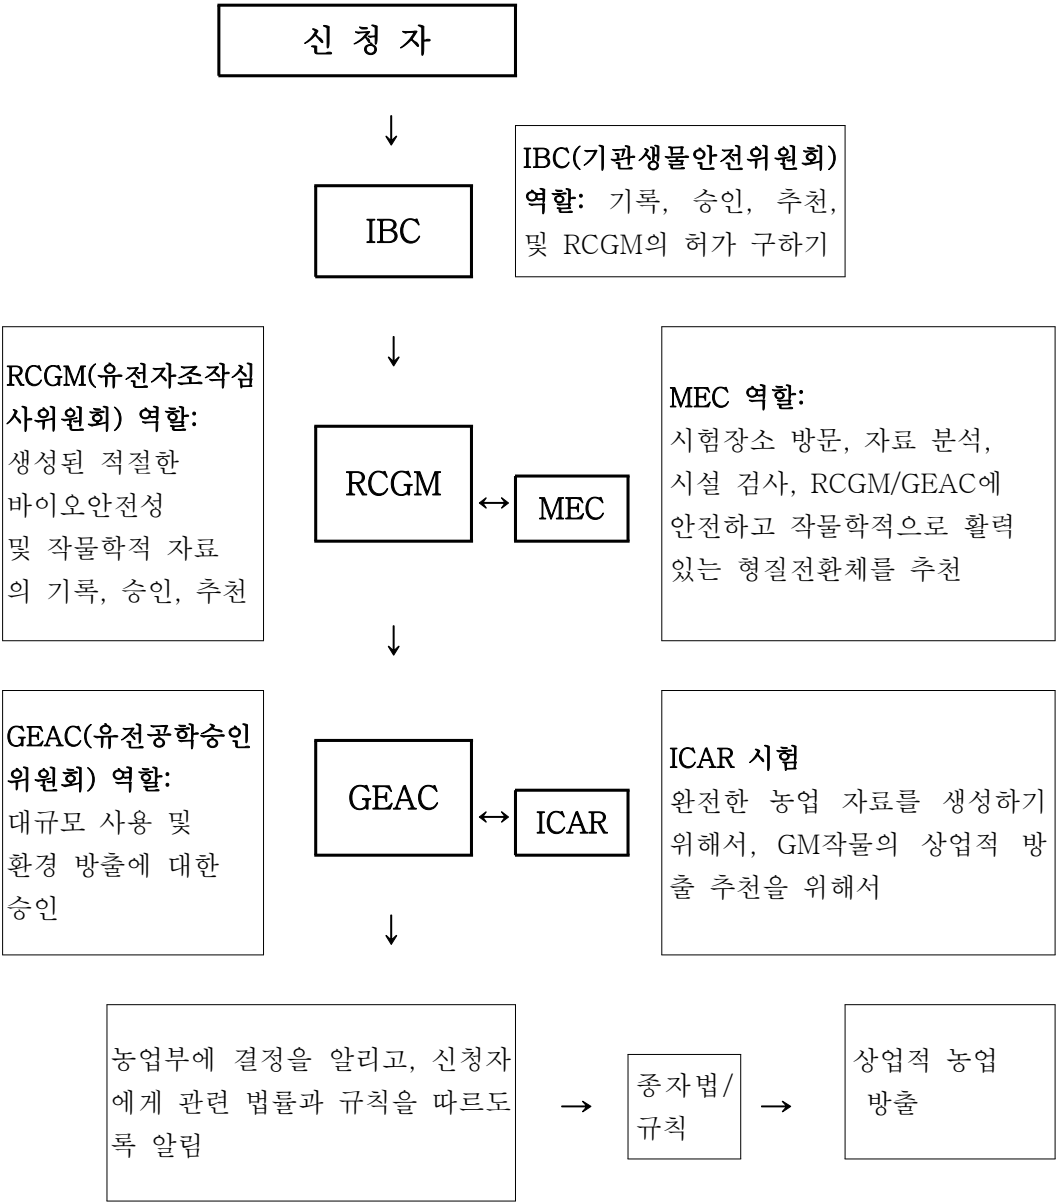 신 청 자
↓
IBC
IBC(기관생물안전위원회)
역할: 기록, 승인, 추천,
및 RCGM의 허가 구하기
↓
RCGM(유전자조작심
사위원회) 역할:
생성된 적절한
바이오안전성
및 작물학적 자료
의 기록, 승인, 추천
RCGM
↔
MEC
MEC 역할:
시험장소 방문, 자료 분석,
시설 검사, RCGM/GEAC에
안전하고 작물학적으로 활력
있는 형질전환체를 추천
↓
GEAC(유전공학승인
위원회) 역할:
대규모 사용 및
환경 방출에 대한
승인
GEAC
↔
ICAR
ICAR 시험
완전한 농업 자료를 생성하기
위해서, GM작물의 상업적 방
출 추천을 위해서
↓
농업부에 결정을 알리고, 신청자
에게 관련 법률과 규칙을 따르도
록 알림
→
종자법/
규칙
→
상업적 농업
방출